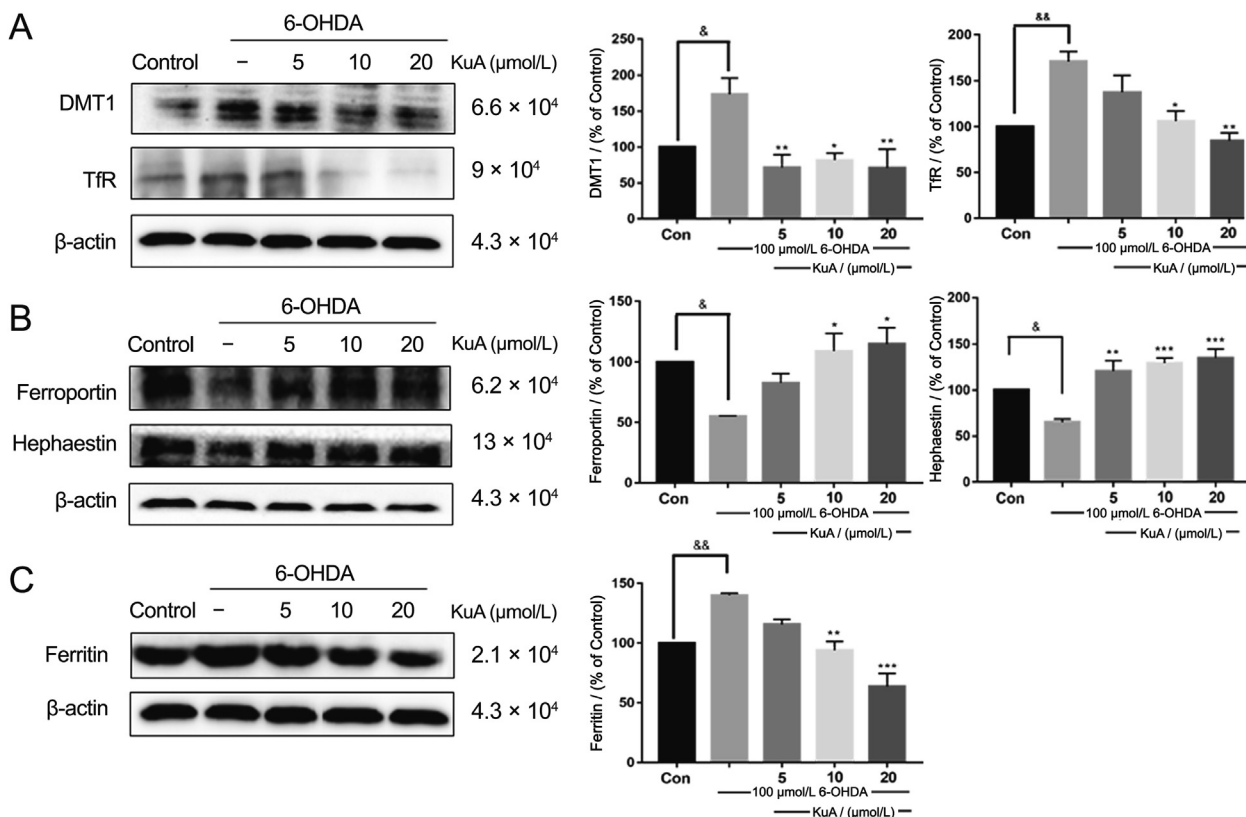 A
6-OHDA
Control − 5 10 20 KuA (μmol/L)
DMT1 6.6 × 10⁴
TfR 9 × 10⁴
β-actin 4.3 × 10⁴
DMT1 / (% of Control)
250
200
150
100
50
0
&
** * **
Con - 5 10 20
100 μmol/L 6-OHDA
KuA / (μmol/L)
TfR / (% of Control)
200
150
100
50
0
&&
* **
Con - 5 10 20
100 μmol/L 6-OHDA
KuA / (μmol/L)
B
6-OHDA
Control − 5 10 20 KuA (μmol/L)
Ferroportin 6.2 × 10⁴
Hephaestin 13 × 10⁴
β-actin 4.3 × 10⁴
Ferroportin / (% of Control)
150
100
50
0
&
* *
Con - 5 10 20
100 μmol/L 6-OHDA
KuA / (μmol/L)
Hephaestin / (% of Control)
200
150
100
50
0
&
** *** ***
Con - 5 10 20
100 μmol/L 6-OHDA
KuA / (μmol/L)
C
6-OHDA
Control − 5 10 20 KuA (μmol/L)
Ferritin 2.1 × 10⁴
β-actin 4.3 × 10⁴
Ferritin / (% of Control)
200
150
100
50
0
&&
** ***
Con - 5 10 20
100 μmol/L 6-OHDA
KuA / (μmol/L)